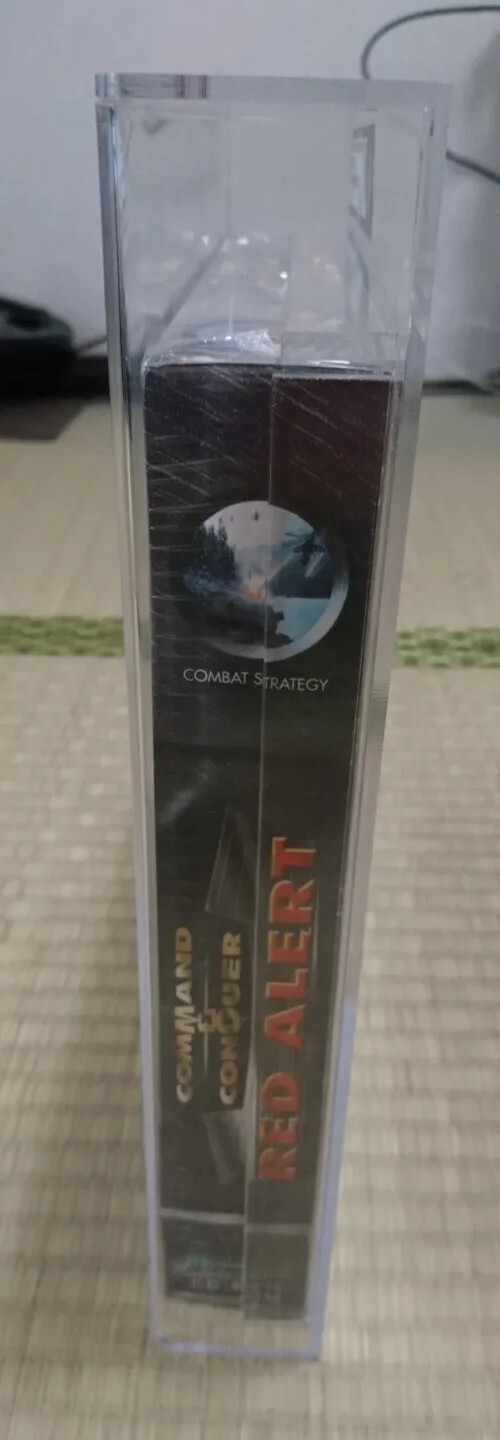 COMBAT STRATEGY
COMMAND
&
CONQUER
RED ALERT